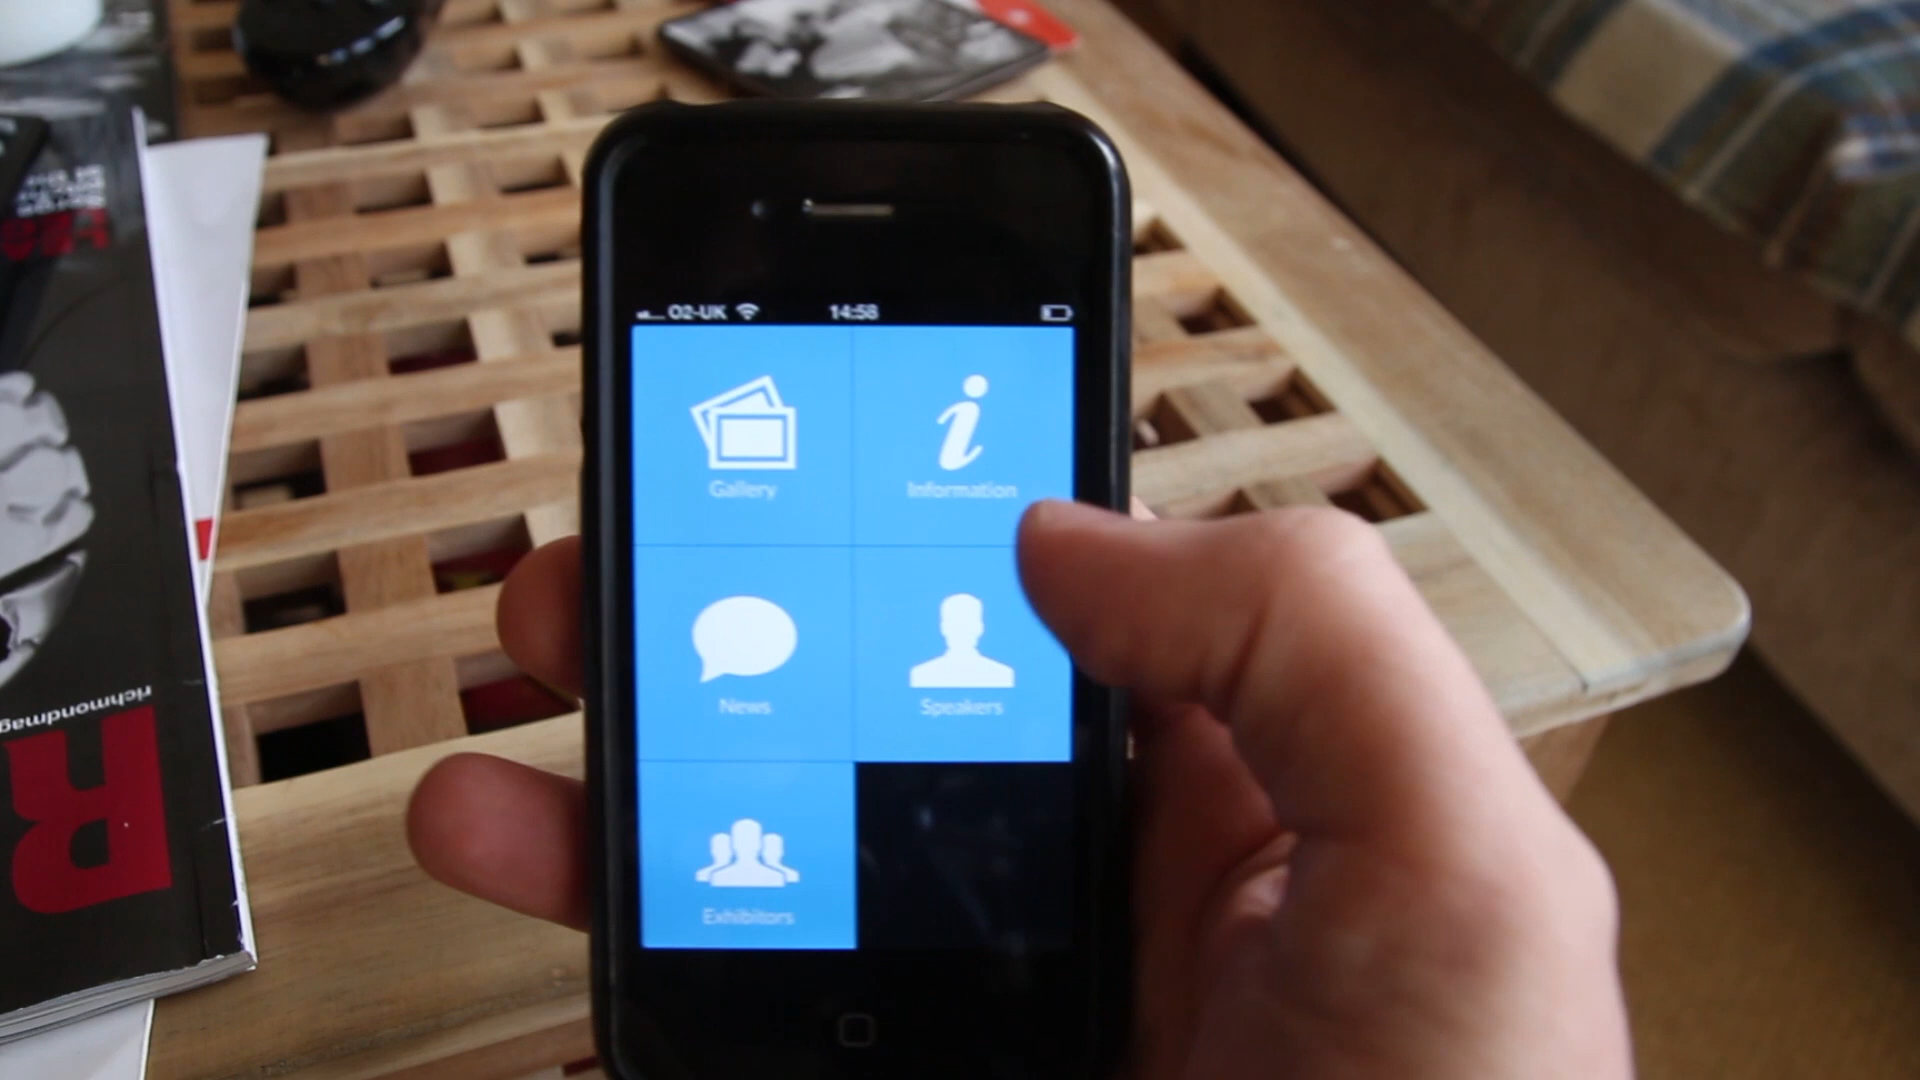 O2-UK 14:58
Gallery
Information
News
Speakers
Exhibitors
richmondmag
R